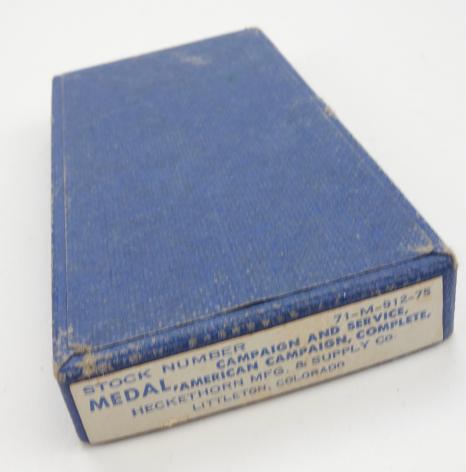 STOCK NUMBER 71-M-912-75
MEDAL, CAMPAIGN AND SERVICE,
AMERICAN CAMPAIGN, COMPLETE,
HECKETHORN MFG. & SUPPLY CO.
LITTLETON, COLORADO